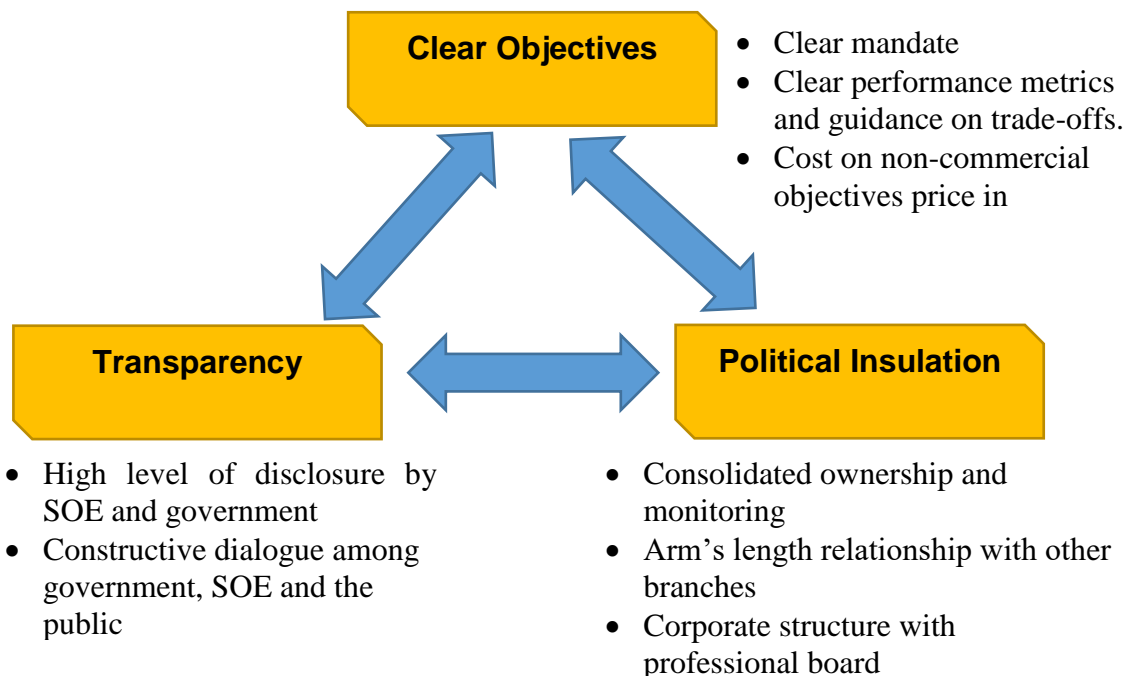 Clear Objectives
• Clear mandate
• Clear performance metrics
and guidance on trade-offs.
• Cost on non-commercial
objectives price in
Transparency
• High level of disclosure by
SOE and government
• Constructive dialogue among
government, SOE and the
public
Political Insulation
• Consolidated ownership and
monitoring
• Arm’s length relationship with other
branches
• Corporate structure with
professional board